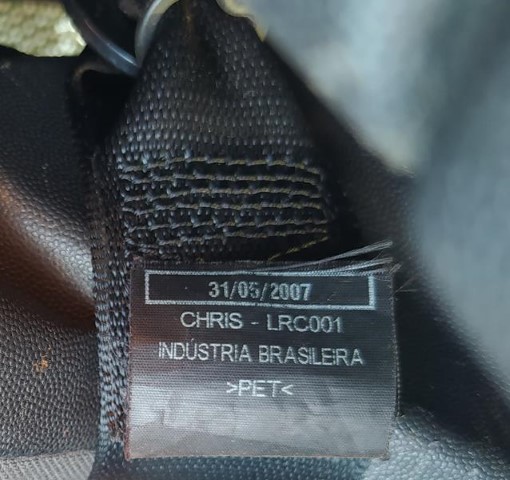 31/05/2007
CHRIS - LRC001
INDÚSTRIA BRASILEIRA
>PET<